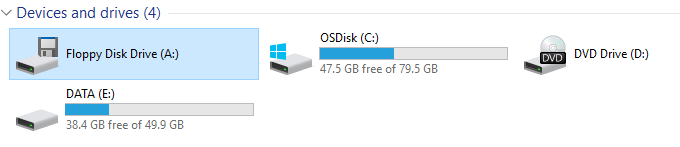 Devices and drives (4)
Floppy Disk Drive (A:)
OSDisk (C:)
47.5 GB free of 79.5 GB
DVD
DVD Drive (D:)
DATA (E:)
38.4 GB free of 49.9 GB